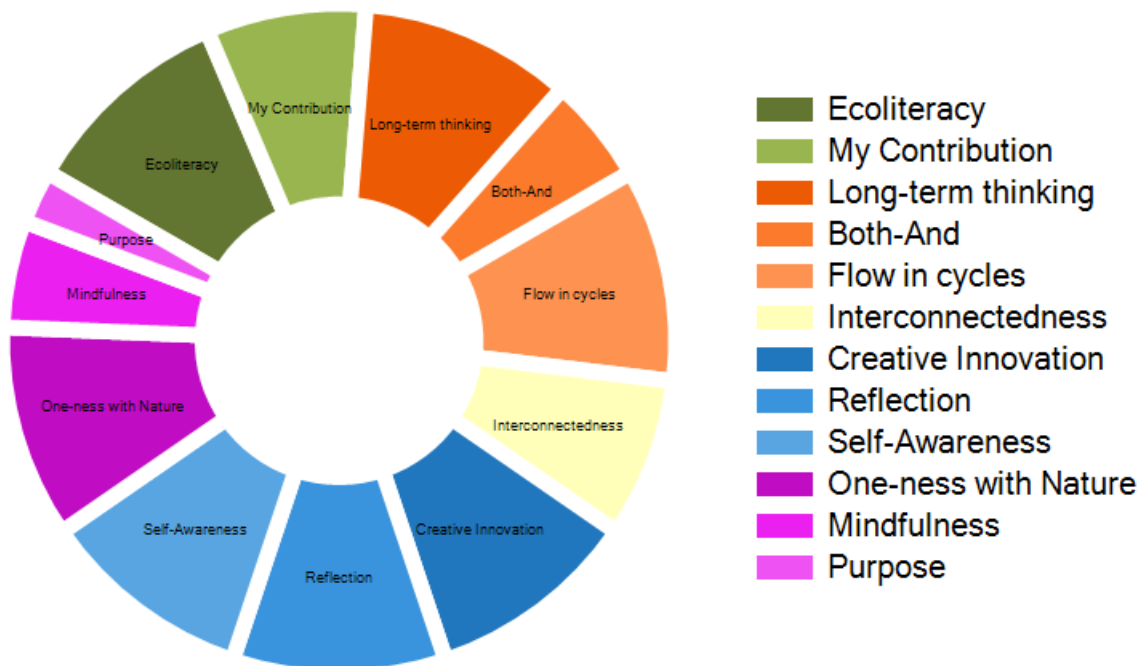 My Contribution
Long-term thinking
Ecoliteracy
Both-And
Purpose
Mindfulness
Flow in cycles
One-ness with Nature
Interconnectedness
Self-Awareness
Creative Innovation
Reflection
Ecoliteracy
My Contribution
Long-term thinking
Both-And
Flow in cycles
Interconnectedness
Creative Innovation
Reflection
Self-Awareness
One-ness with Nature
Mindfulness
Purpose